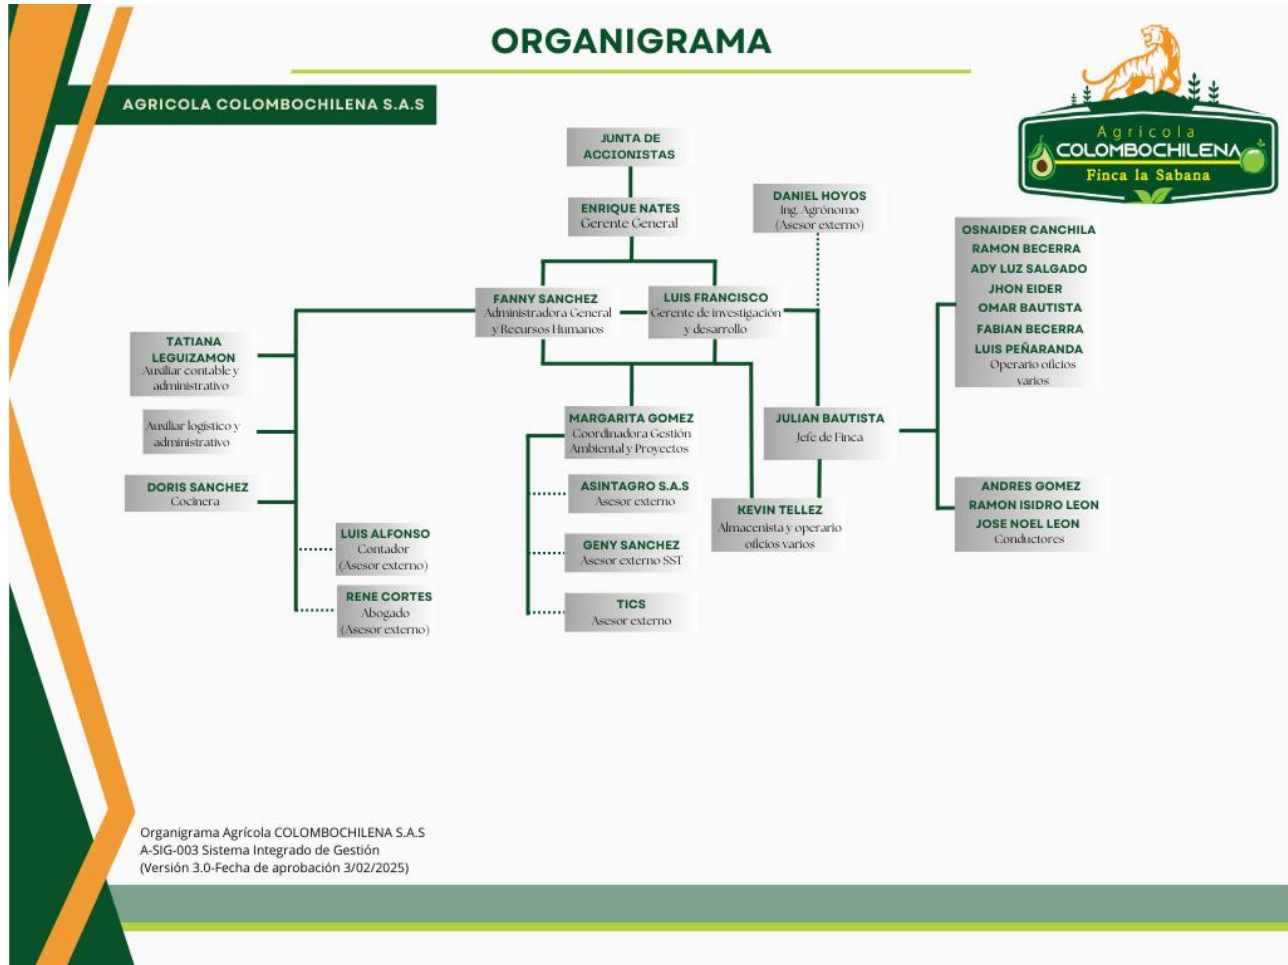 ORGANIGRAMA
AGRICOLA COLOMBOCHILENA S.A.S
Agricola
COLOMBOCHILENA
Finca la Sabana
JUNTA DE
ACCIONISTAS
ENRIQUE NATES
Gerente General
DANIEL HOYOS
Ing. Agrónomo
(Asesor externo)
FANNY SANCHEZ
Administradora General
y Recursos Humanos
LUIS FRANCISCO
Gerente de investigación
y desarrollo
OSNAIDER CANCHILA
RAMON BECERRA
ADY LUZ SALGADO
JHON EIDER
OMAR BAUTISTA
FABIAN BECERRA
LUIS PEÑARANDA
Operario oficios
varios
TATIANA
LEGUIZAMON
Auxiliar contable y
administrativo
Auxiliar logístico y
administrativo
DORIS SANCHEZ
Cocinera
LUIS ALFONSO
Contador
(Asesor externo)
RENE CORTES
Abogado
(Asesor externo)
MARGARITA GOMEZ
Coordinadora Gestión
Ambiental y Proyectos
ASINTAGRO S.A.S
Asesor externo
GENY SANCHEZ
Asesor externo SST
TICS
Asesor externo
JULIAN BAUTISTA
Jefe de Finca
KEVIN TELLEZ
Almacenista y operario
oficios varios
ANDRES GOMEZ
RAMON ISIDRO LEON
JOSE NOEL LEON
Conductores
Organigrama Agrícola COLOMBOCHILENA S.A.S
A-SIG-003 Sistema Integrado de Gestión
(Versión 3.0-Fecha de aprobación 3/02/2025)